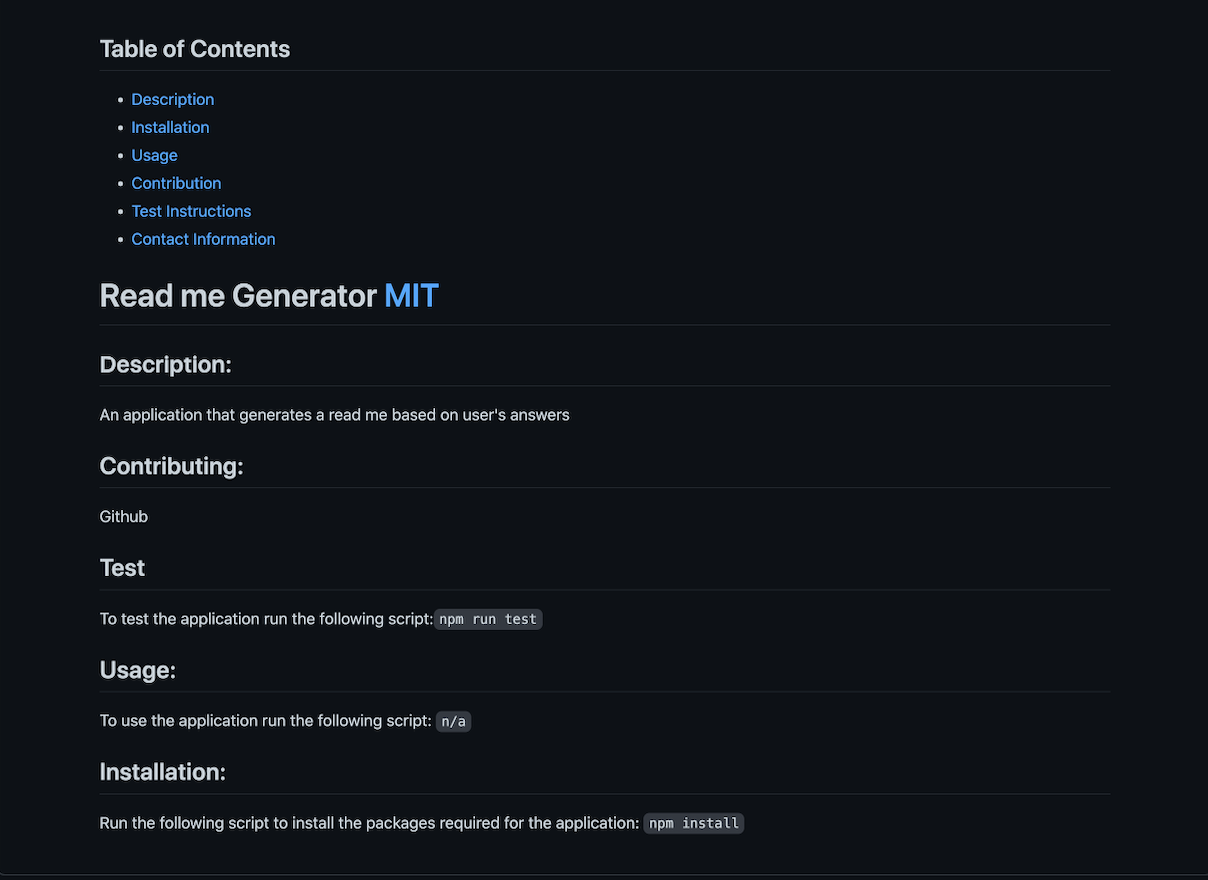 Table of Contents
Description
Installation
Usage
Contribution
Test Instructions
Contact Information
Read me Generator MIT
Description:
An application that generates a read me based on user's answers
Contributing:
Github
Test
To test the application run the following script: npm run test
Usage:
To use the application run the following script: n/a
Installation:
Run the following script to install the packages required for the application: npm install